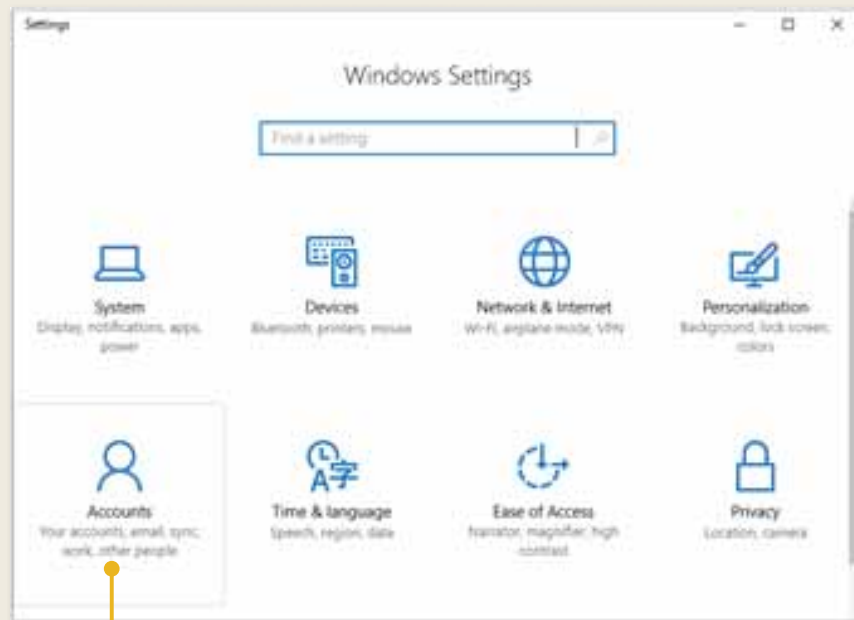 Settings
Windows Settings
Find a setting
System
Display, notifications, apps,
power
Devices
Bluetooth, printers, mouse
Network & Internet
Wi-Fi, airplane mode, VPN
Personalization
Background, lock screen,
colors
Accounts
Your accounts, email, sync,
work, other people
Time & language
Speech, region, date
Ease of Access
Narrator, magnifier, high
contrast
Privacy
Location, camera